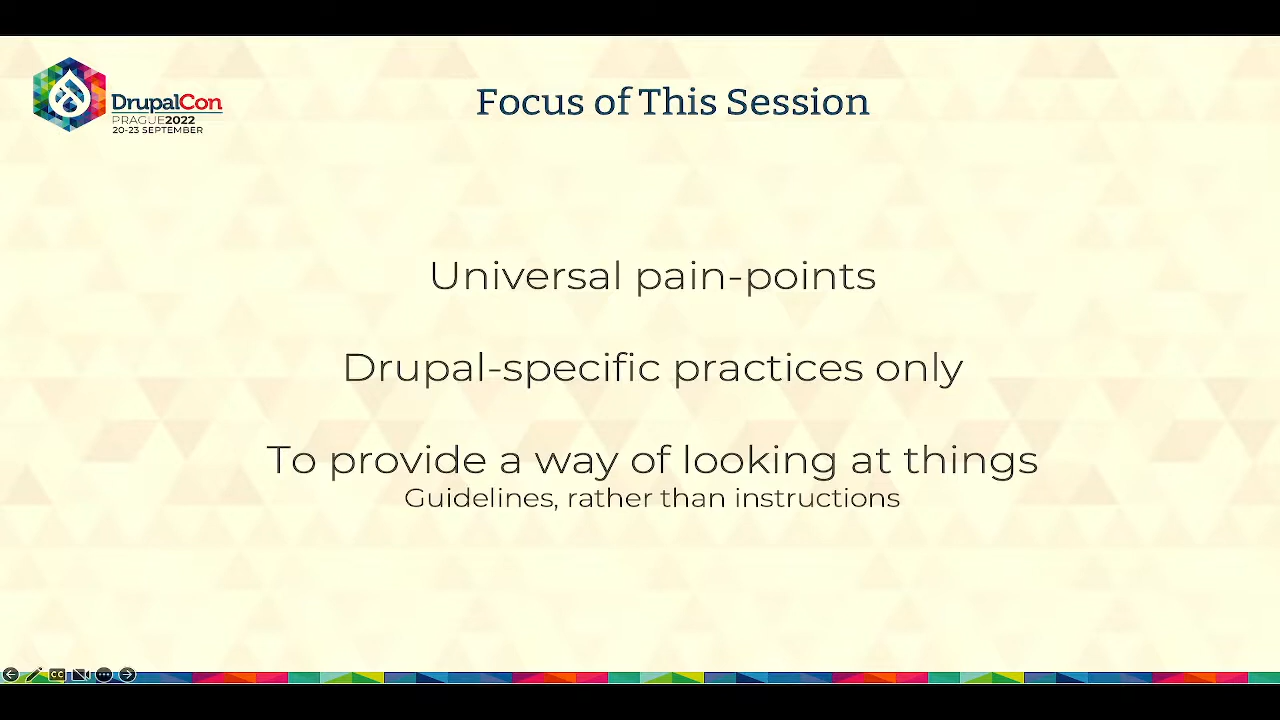 DrupalCon
PRAGUE2022
20-23 SEPTEMBER
Focus of This Session
Universal pain-points
Drupal-specific practices only
To provide a way of looking at things
Guidelines, rather than instructions
CC